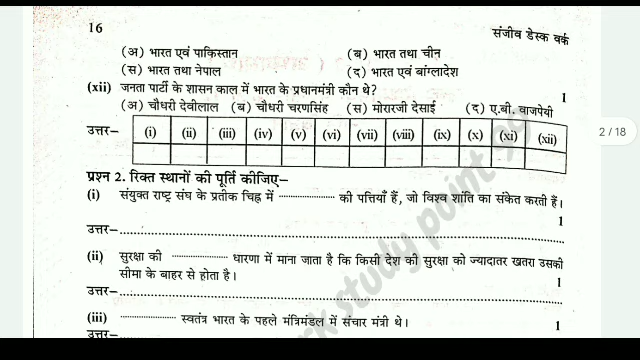 16
संजीव डेस्क वर्क
(अ) भारत एवं पाकिस्तान (ब) भारत तथा चीन
(स) भारत तथा नेपाल (द) भारत एवं बांग्लादेश
(xii) जनता पार्टी के शासन काल में भारत के प्रधानमंत्री कौन थे? 1
(अ) चौधरी देवीलाल (ब) चौधरी चरणसिंह (स) मोरारजी देसाई (द) ए.बी. वाजपेयी
उत्तर– (i) (ii) (iii) (iv) (v) (vi) (vii) (viii) (ix) (x) (xi) (xii)
2 / 18
प्रश्न 2. रिक्त स्थानों की पूर्ति कीजिए–
(i) संयुक्त राष्ट्र संघ के प्रतीक चिह्न में ........................ की पत्तियाँ हैं, जो विश्व शांति का संकेत करती हैं।
1
उत्तर–
(ii) सुरक्षा की ........................ धारणा में माना जाता है कि किसी देश की सुरक्षा को ज्यादातर खतरा उसकी
सीमा के बाहर से होता है। 1
उत्तर–
(iii) ........................ स्वतंत्र भारत के पहले मंत्रिमंडल में संचार मंत्री थे। 1
उत्तर–